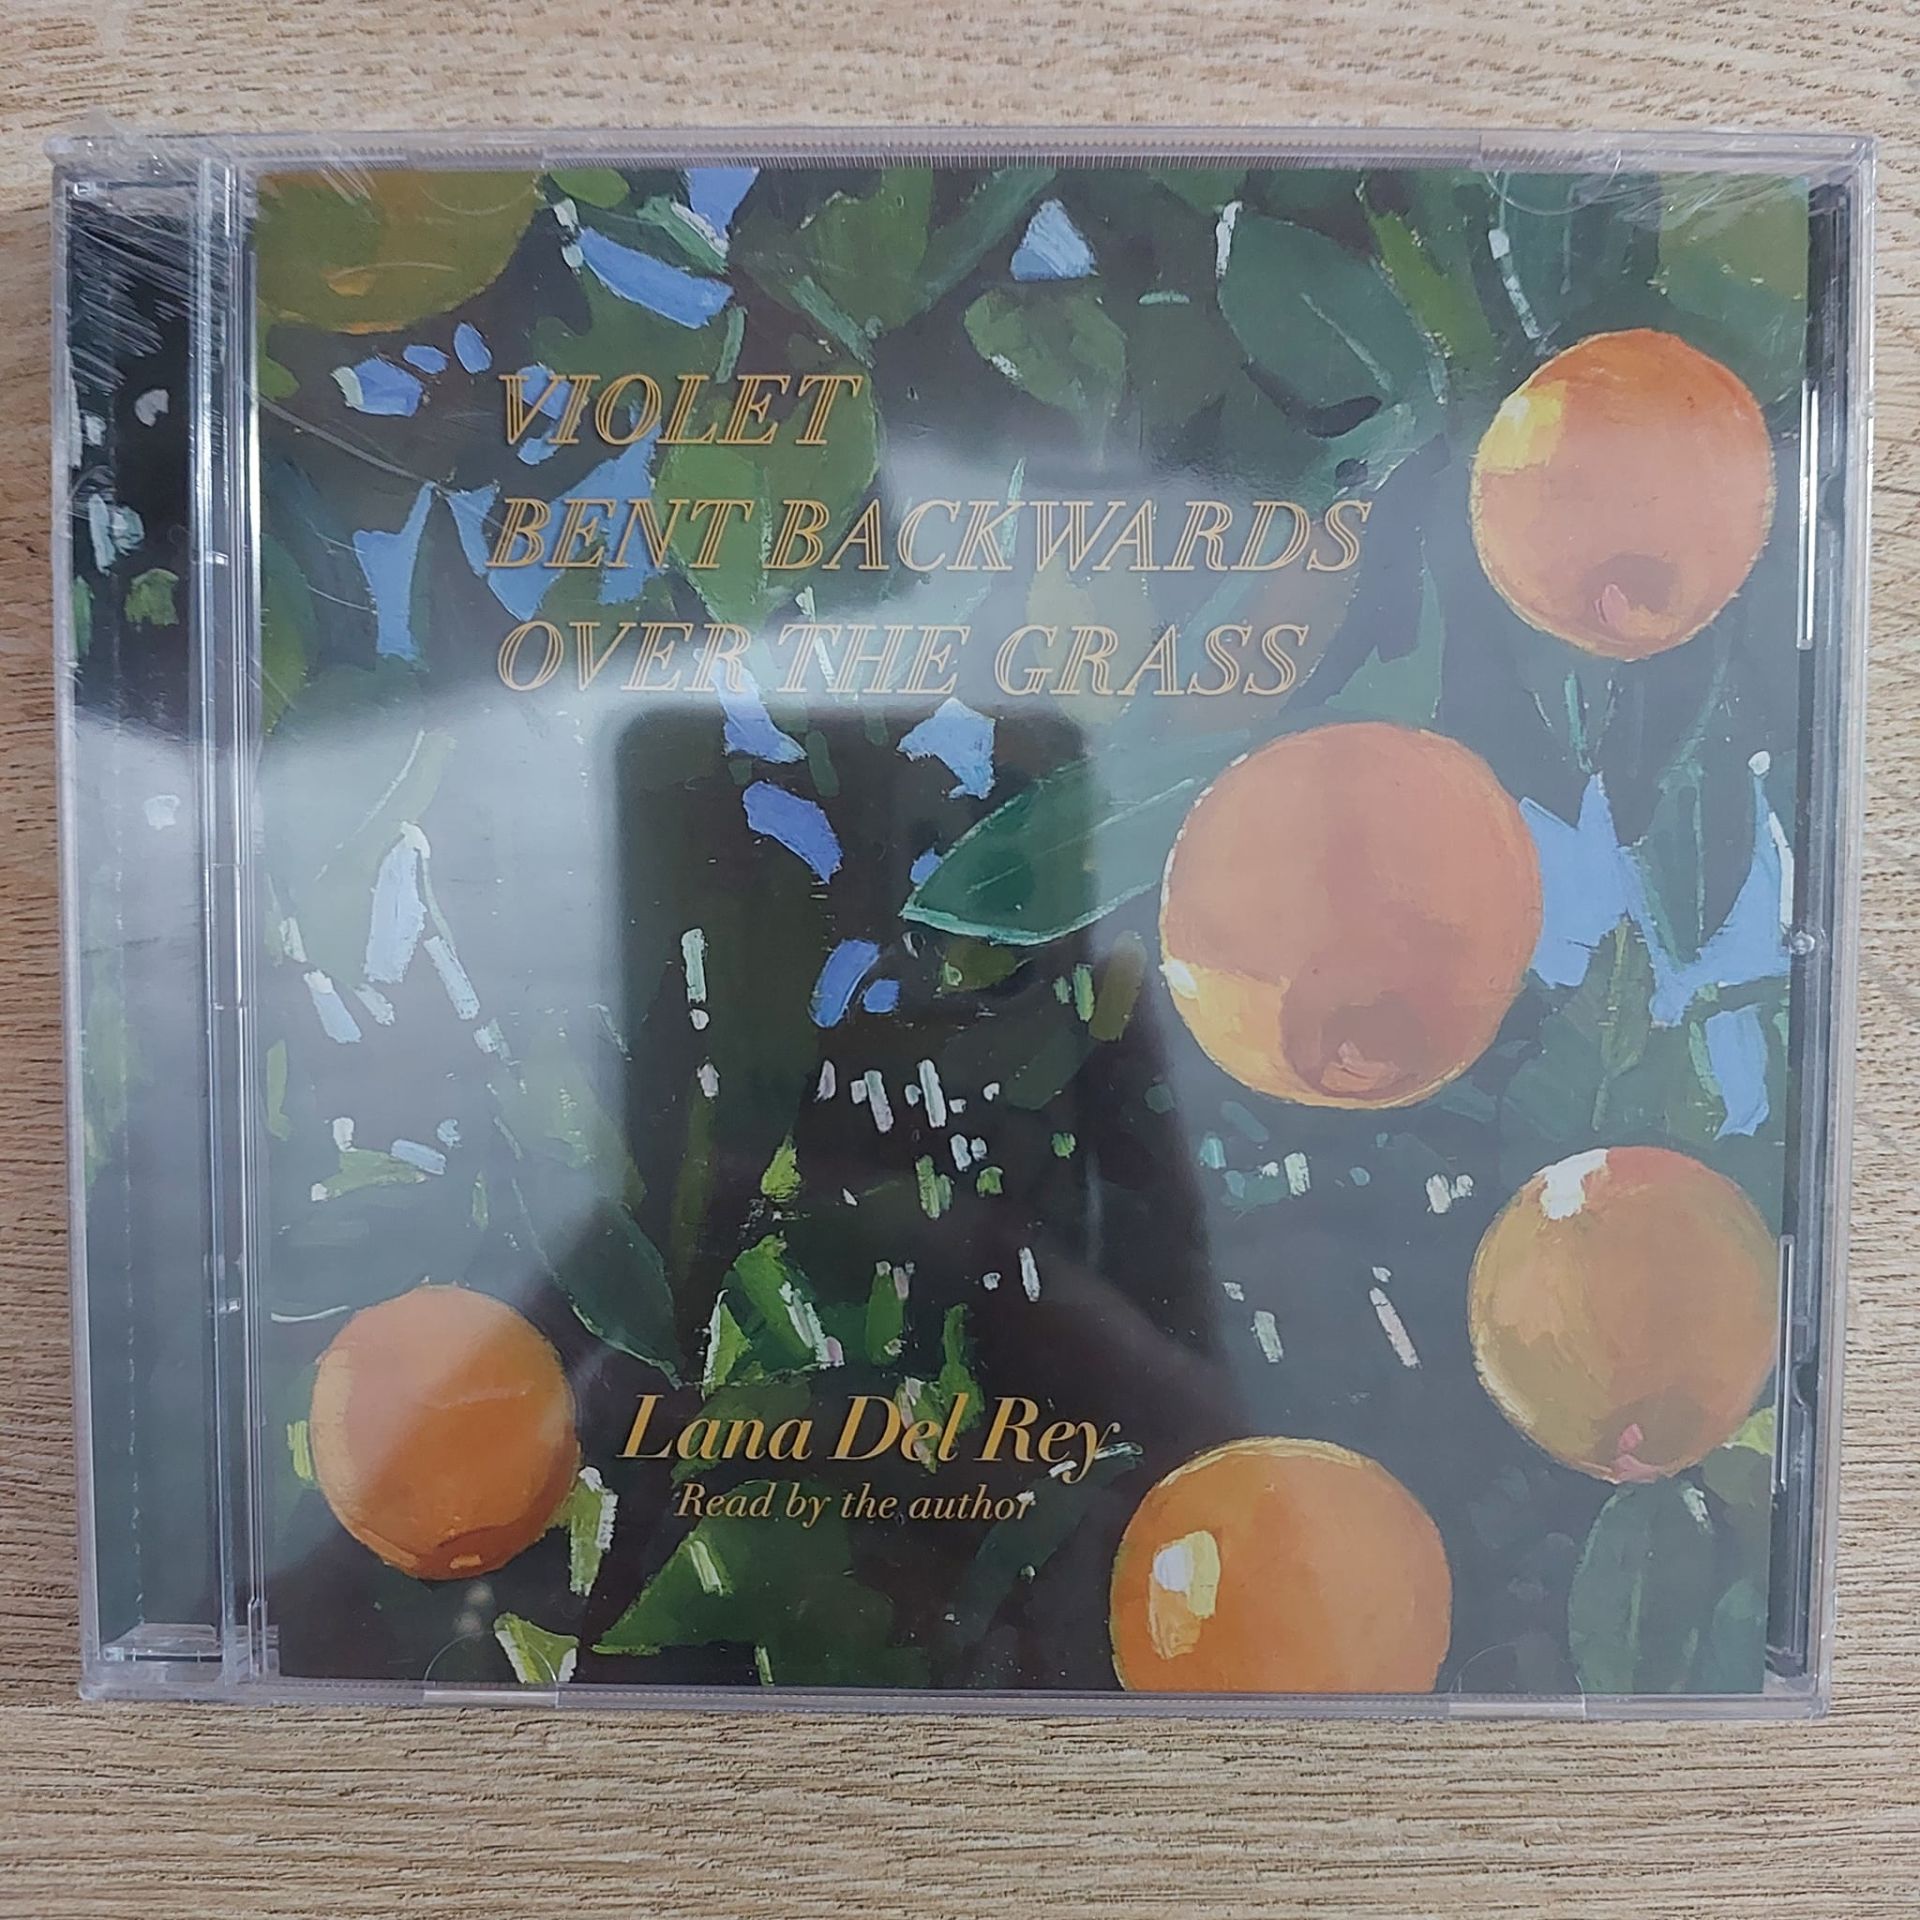 VIOLET
BENT BACKWARDS
OVER THE GRASS
Lana Del Rey
Read by the author